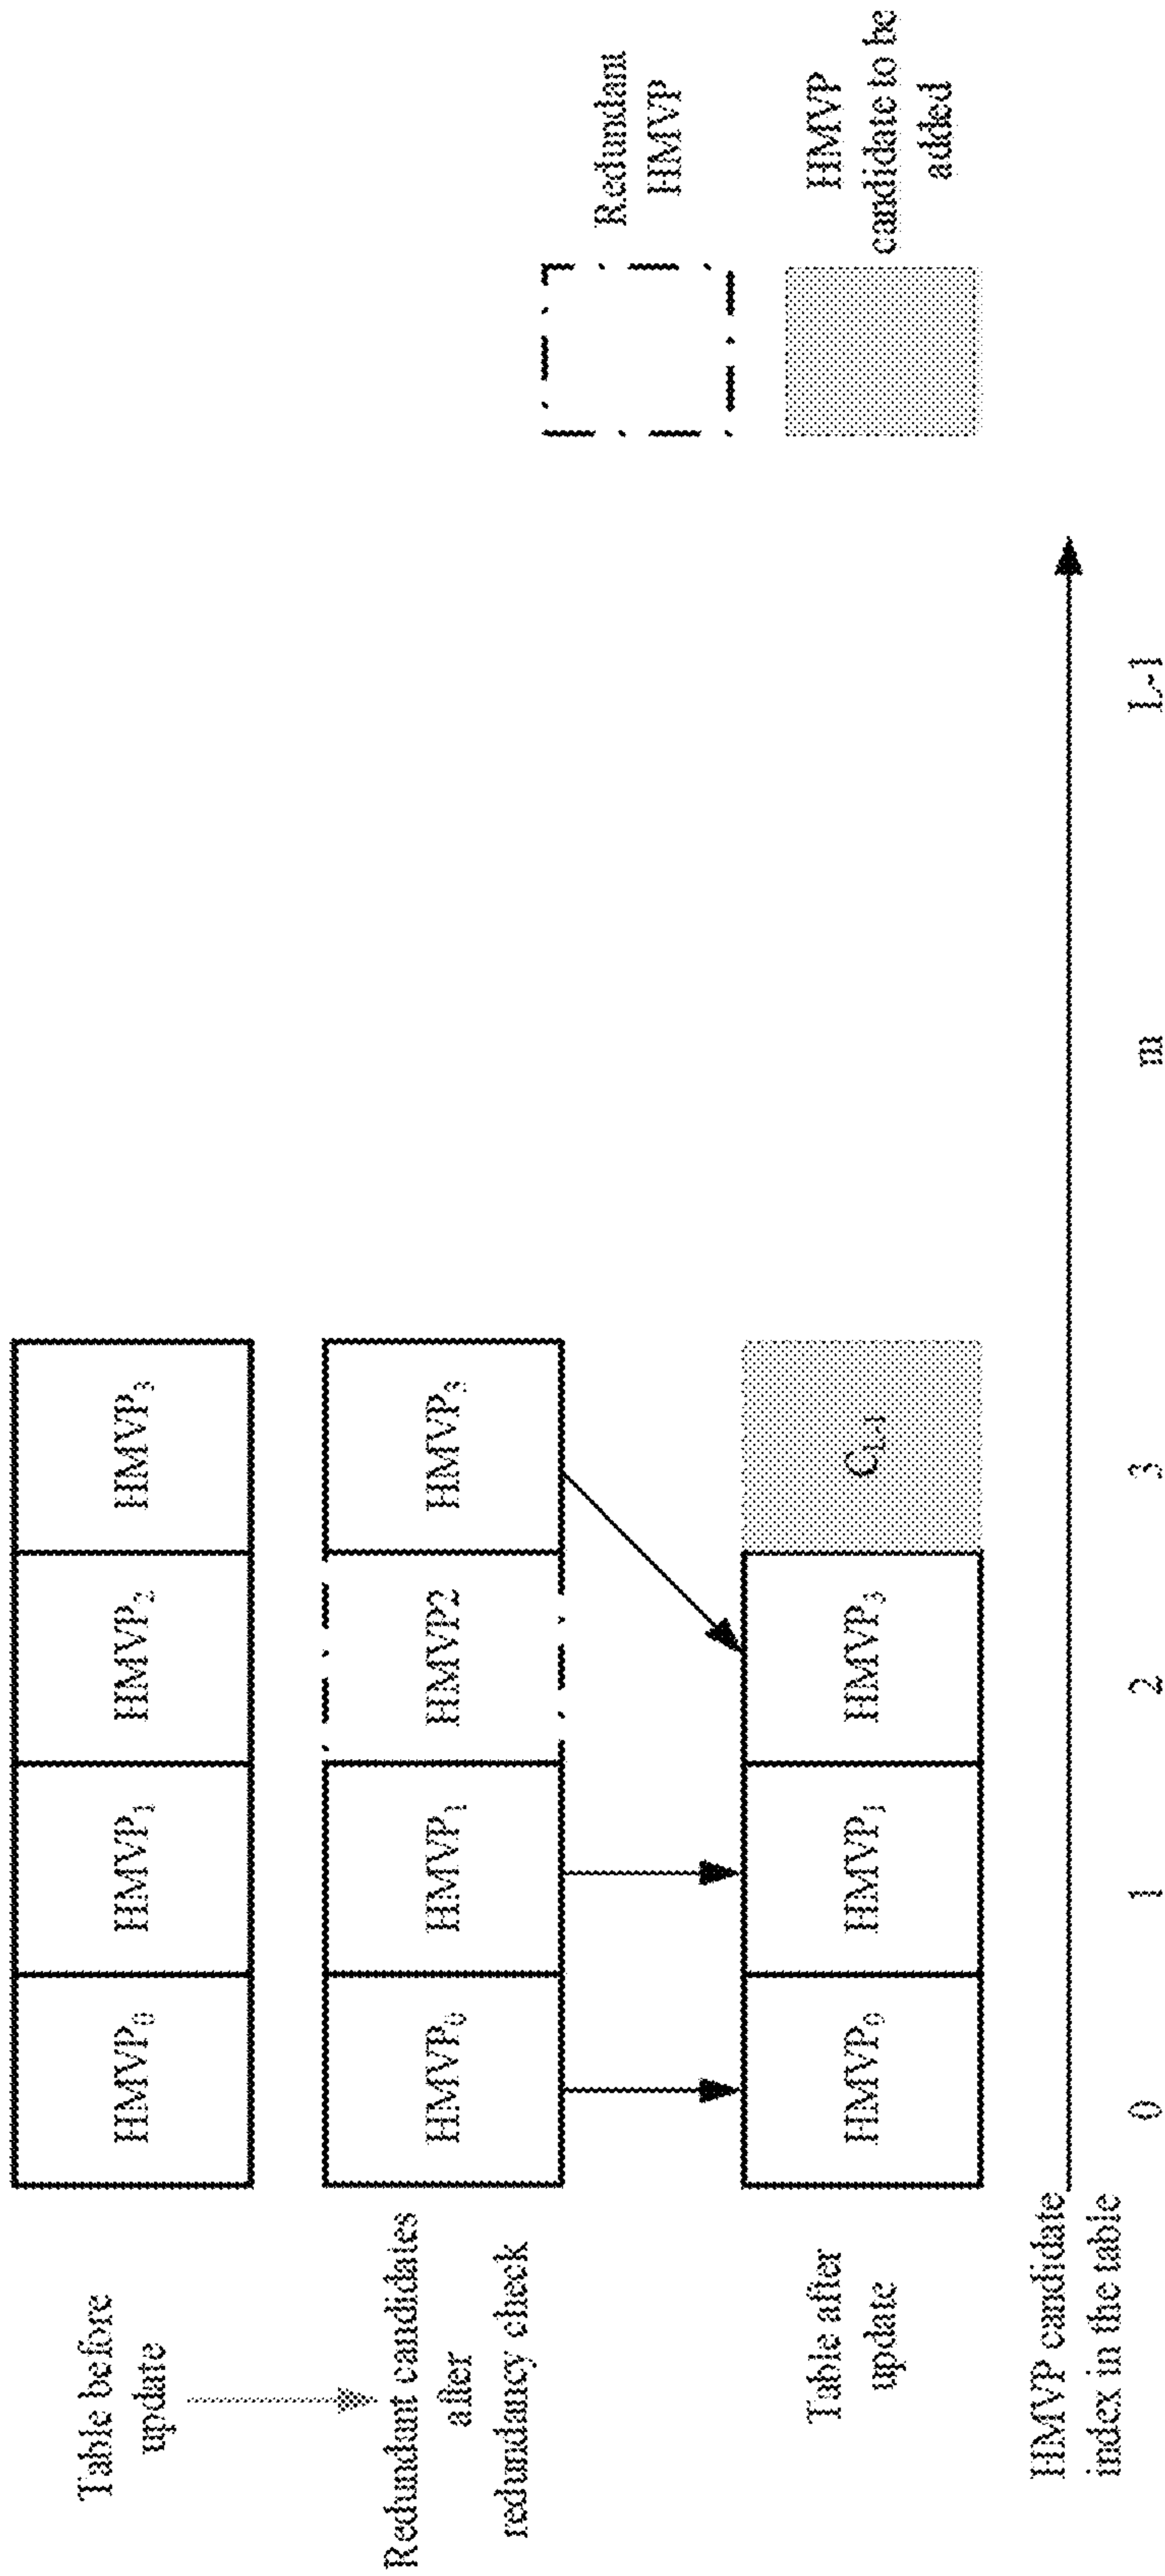 Table before
update
HMVP₀
HMVP₁
HMVP₂
HMVP₃
Redundant candidates
after
redundancy check
HMVP₀
HMVP₁
HMVP2
HMVP₃
Table after
update
HMVP₀
HMVP₁
HMVP₃
C_L-1
HMVP candidate
index in the table
0
1
2
3
m
L-1
Redundant
HMVP
HMVP
candidate to be
added